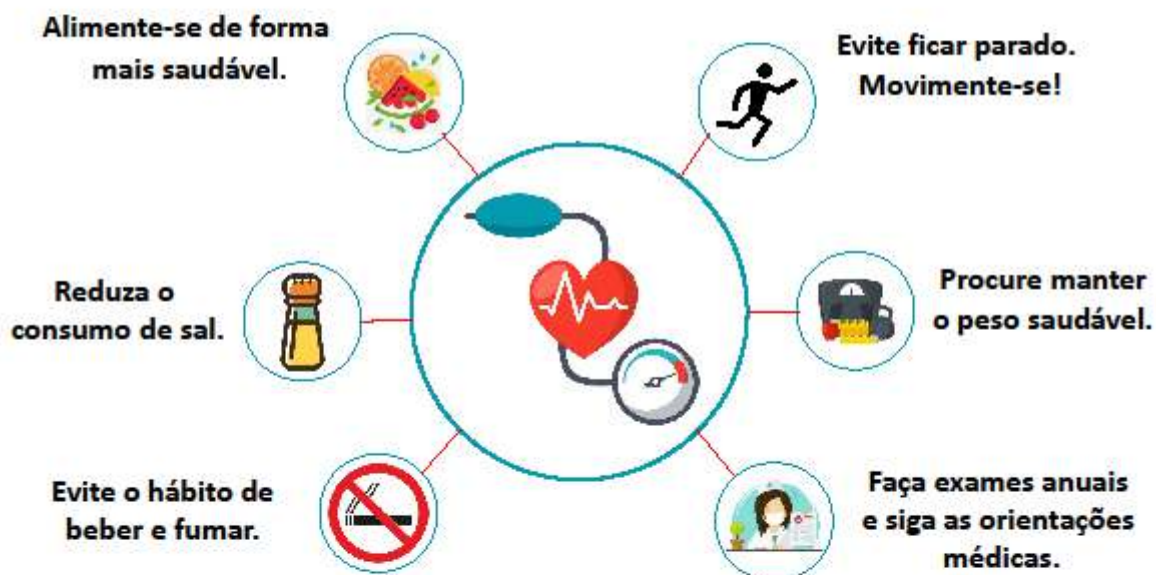 Alimente-se de forma
mais saudável.
Evite ficar parado.
Movimente-se!
Reduza o
consumo de sal.
Procure manter
o peso saudável.
Evite o hábito de
beber e fumar.
Faça exames anuais
e siga as orientações
médicas.